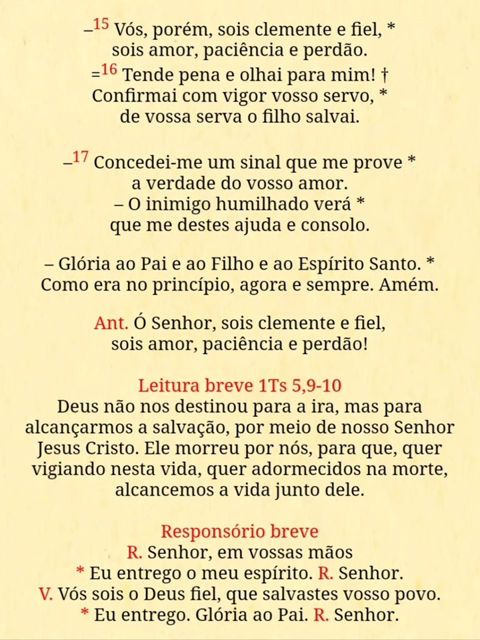 –15 Vós, porém, sois clemente e fiel, *
sois amor, paciência e perdão.
=16 Tende pena e olhai para mim! †
Confirmai com vigor vosso servo, *
de vossa serva o filho salvai.
–17 Concedei-me um sinal que me prove *
a verdade do vosso amor.
– O inimigo humilhado verá *
que me destes ajuda e consolo.
– Glória ao Pai e ao Filho e ao Espírito Santo. *
Como era no princípio, agora e sempre. Amém.
Ant. Ó Senhor, sois clemente e fiel,
sois amor, paciência e perdão!
Leitura breve 1Ts 5,9-10
Deus não nos destinou para a ira, mas para
alcançarmos a salvação, por meio de nosso Senhor
Jesus Cristo. Ele morreu por nós, para que, quer
vigiando nesta vida, quer adormecidos na morte,
alcancemos a vida junto dele.
Responsório breve
R. Senhor, em vossas mãos
* Eu entrego o meu espírito. R. Senhor.
V. Vós sois o Deus fiel, que salvastes vosso povo.
* Eu entrego. Glória ao Pai. R. Senhor.